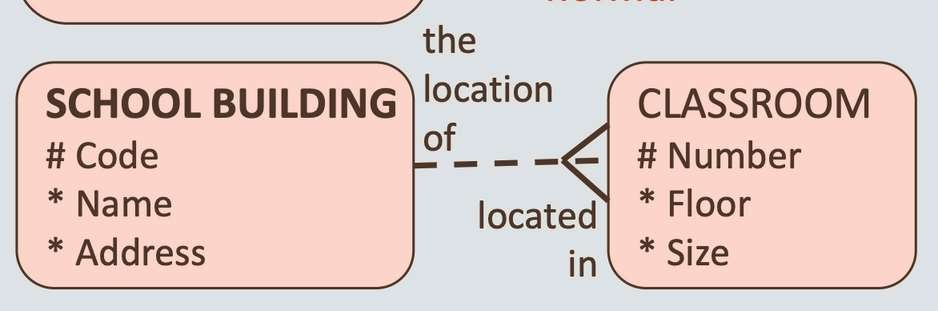 the
location
of
SCHOOL BUILDING
# Code
* Name
* Address
located
in
CLASSROOM
# Number
* Floor
* Size